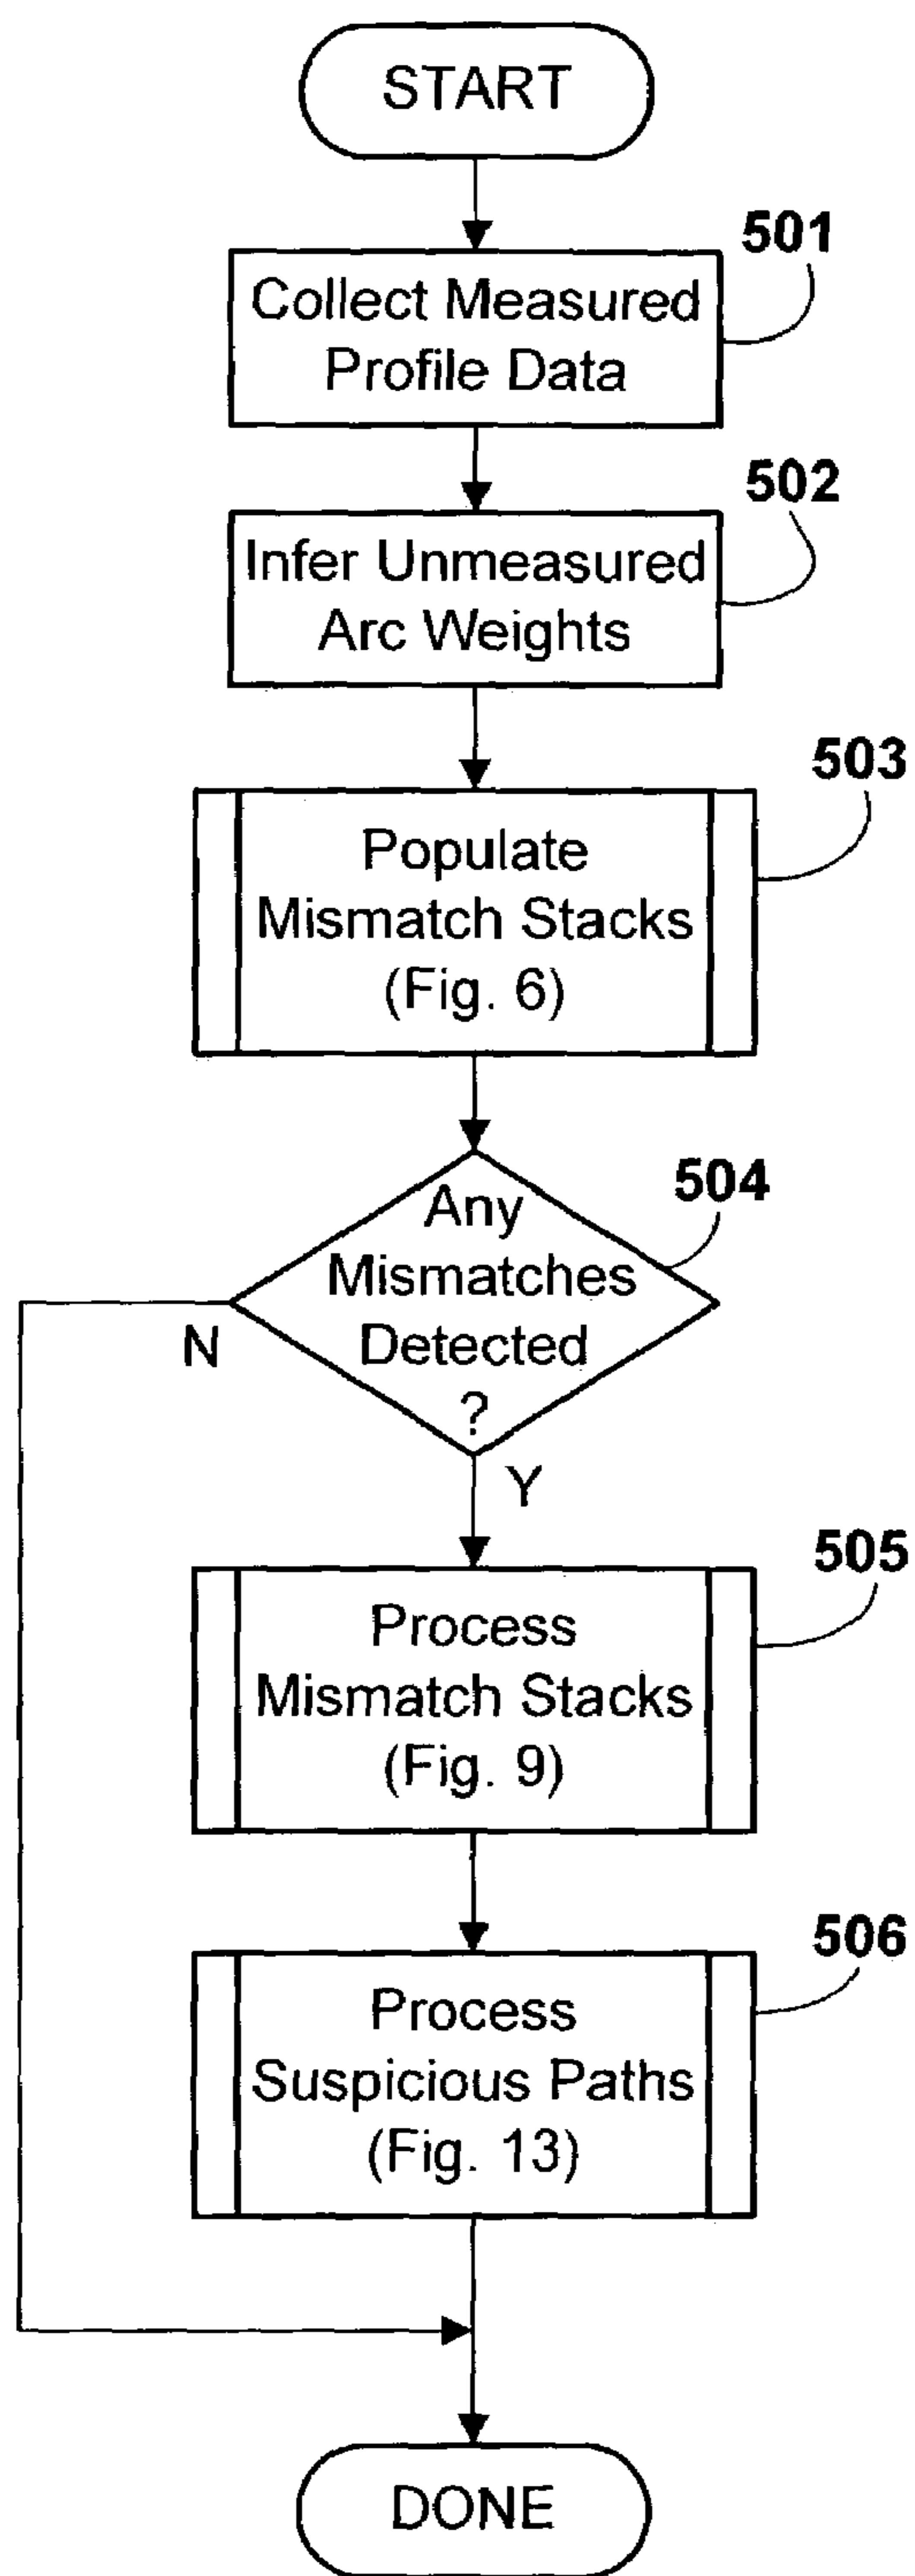 START
501
Collect Measured
Profile Data
502
Infer Unmeasured
Arc Weights
503
Populate
Mismatch Stacks
(Fig. 6)
504
Any
Mismatches
Detected
?
N
Y
505
Process
Mismatch Stacks
(Fig. 9)
506
Process
Suspicious Paths
(Fig. 13)
DONE